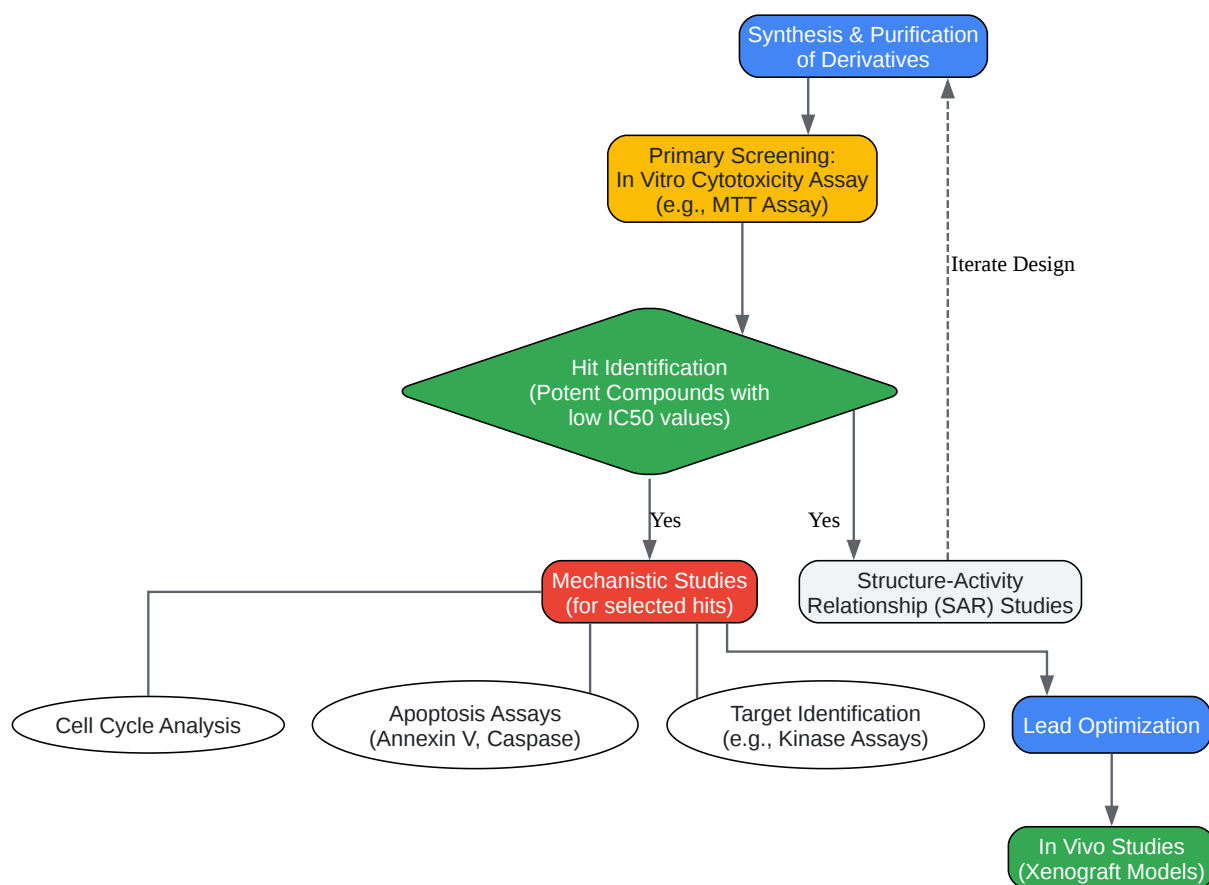 Synthesis & Purification
of Derivatives
Primary Screening:
In Vitro Cytotoxicity Assay
(e.g., MTT Assay)
Iterate Design
Hit Identification
(Potent Compounds with
low IC50 values)
Yes
Yes
Mechanistic Studies
(for selected hits)
Structure-Activity
Relationship (SAR) Studies
Cell Cycle Analysis
Apoptosis Assays
(Annexin V, Caspase)
Target Identification
(e.g., Kinase Assays)
Lead Optimization
In Vivo Studies
(Xenograft Models)